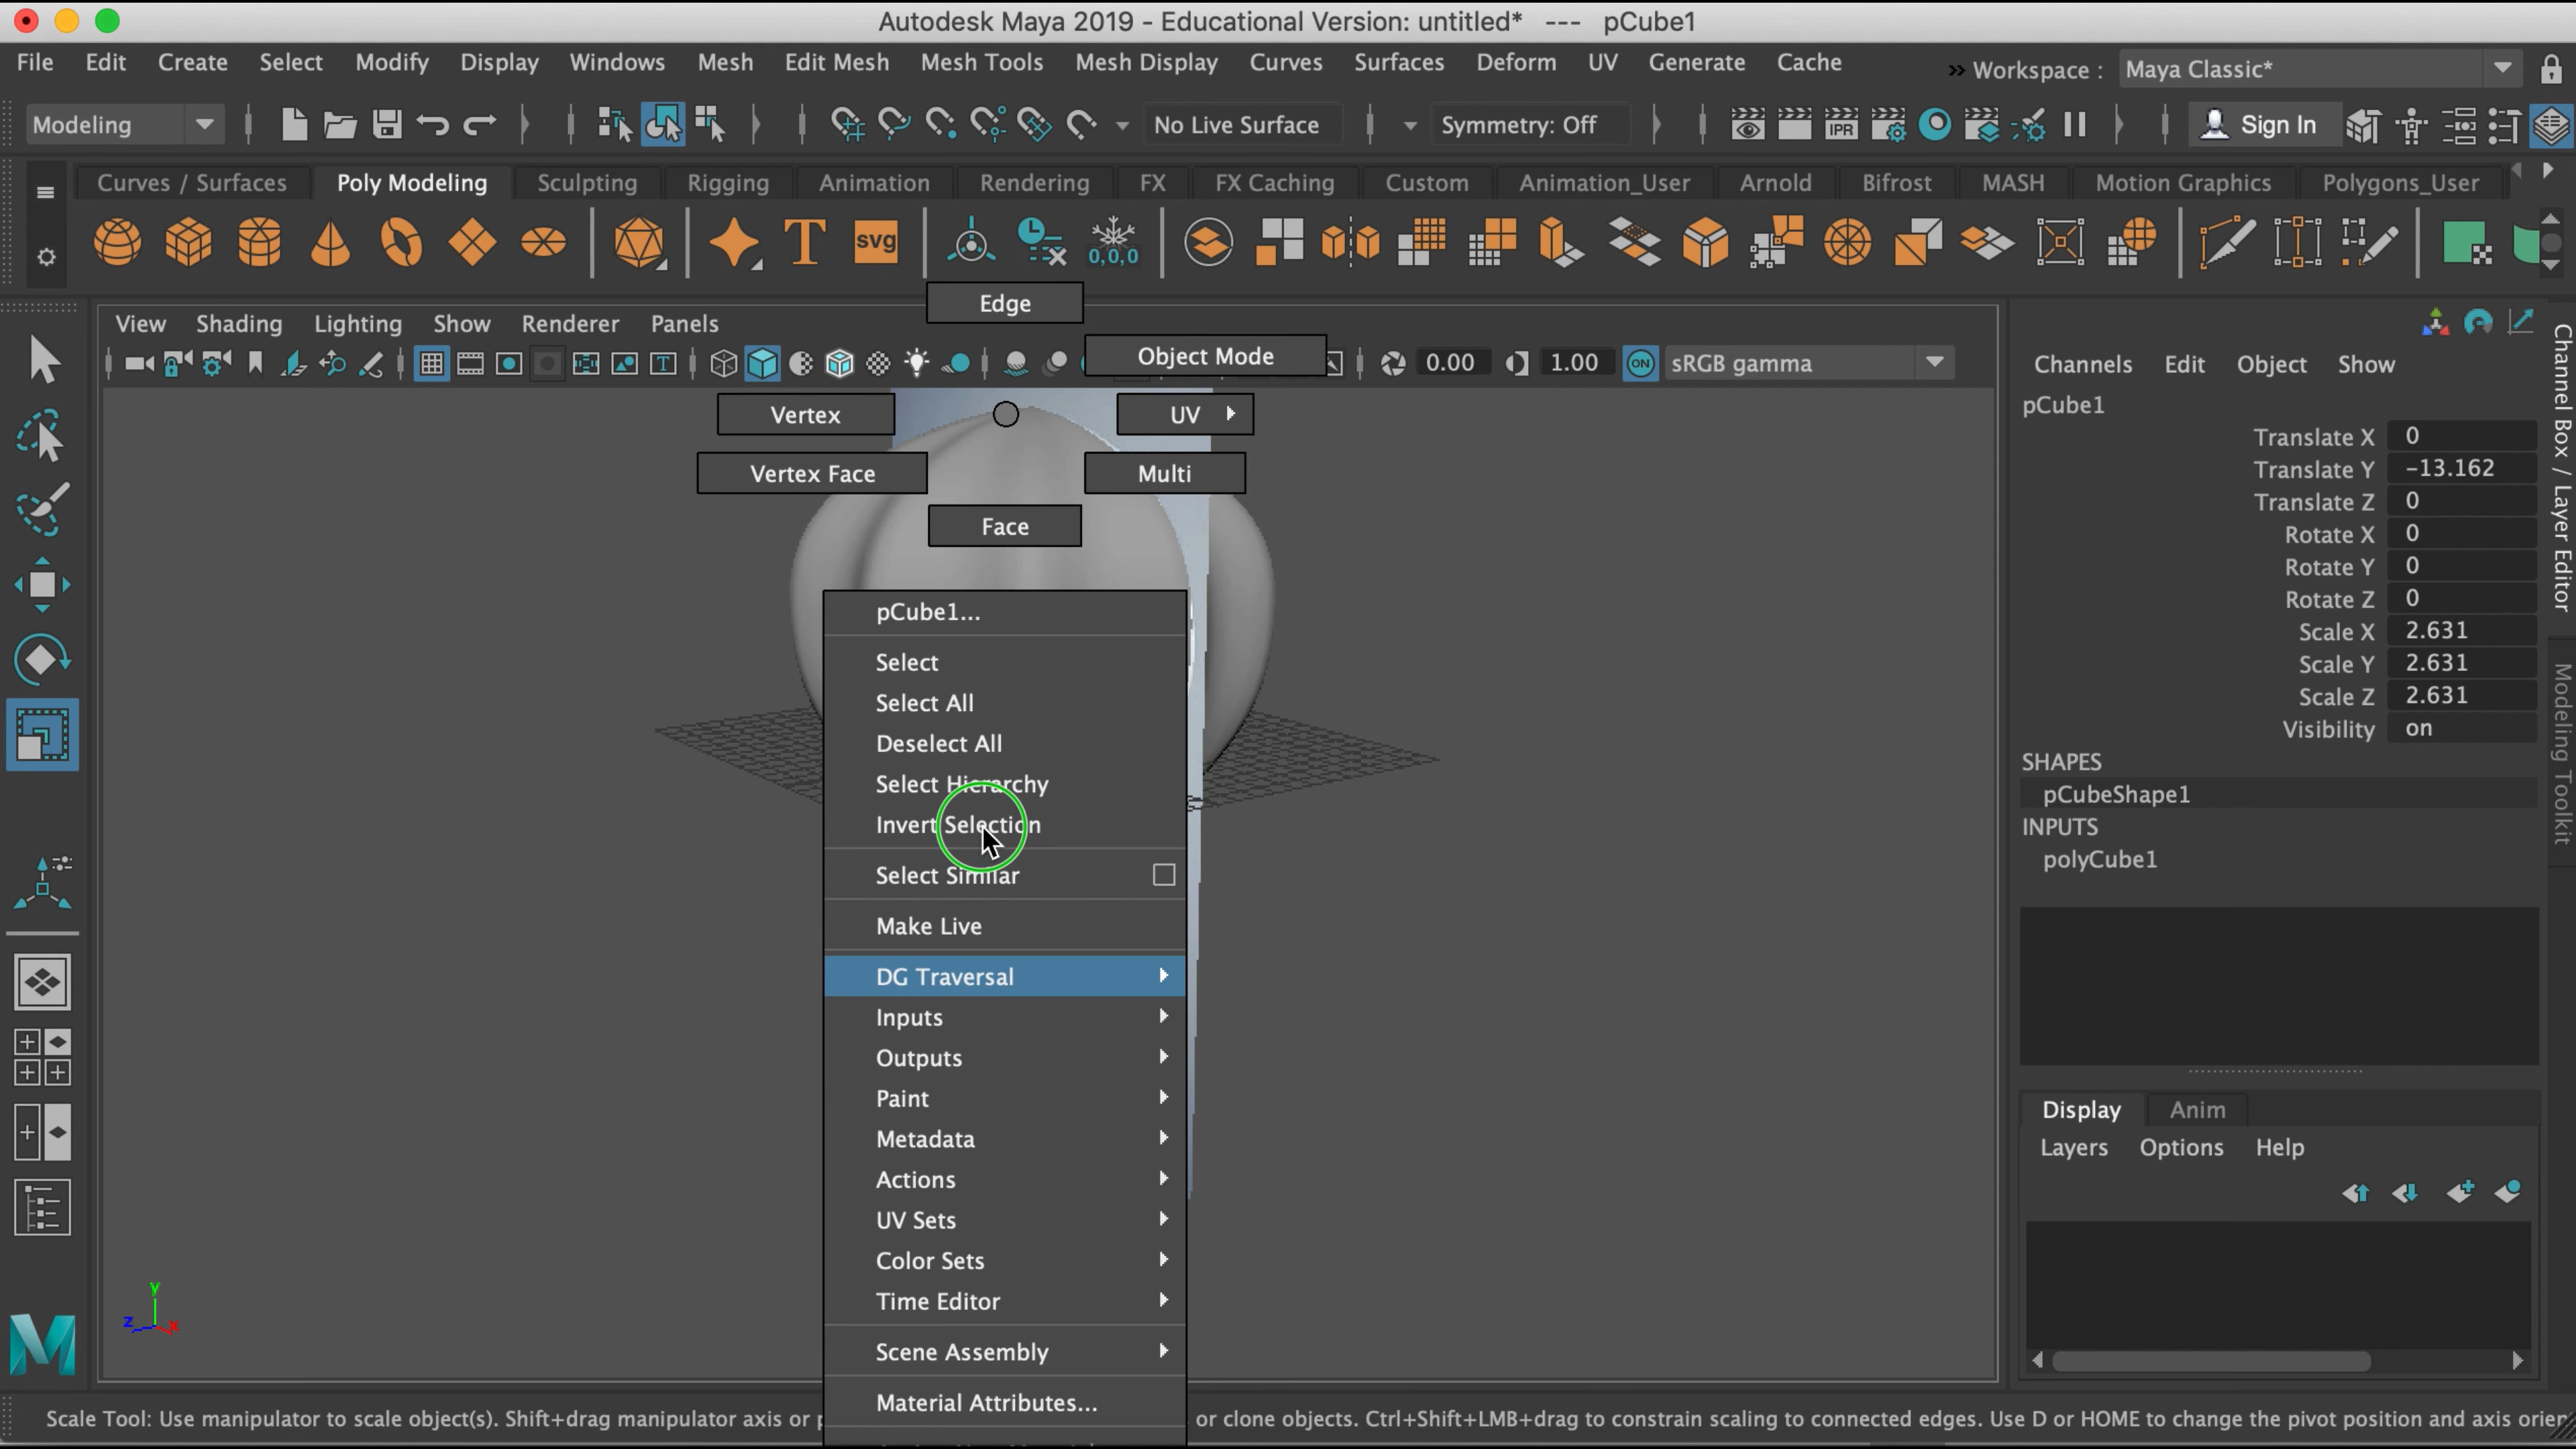 Autodesk Maya 2019 - Educational Version: untitled* --- pCube1
File Edit Create Select Modify Display Windows Mesh Edit Mesh Mesh Tools Mesh Display Curves Surfaces Deform UV Generate Cache » Workspace : Maya Classic*
Modeling No Live Surface Symmetry: Off IPR Sign In
Curves / Surfaces Poly Modeling Sculpting Rigging Animation Rendering FX FX Caching Custom Animation_User Arnold Bifrost MASH Motion Graphics Polygons_User
T svg 0,0,0
Edge
View Shading Lighting Show Renderer Panels
Object Mode
T 0.00 1.00 ON sRGB gamma
Vertex UV
Vertex Face Multi
Face
pCube1...
Select
Select All
Deselect All
Select Hierarchy
Invert Selection
Select Similar
Make Live
DG Traversal
Inputs
Outputs
Paint
Metadata
Actions
UV Sets
Color Sets
Time Editor
Scene Assembly
Material Attributes...
y
z x
Channels Edit Object Show
pCube1
Translate X 0
Translate Y -13.162
Translate Z 0
Rotate X 0
Rotate Y 0
Rotate Z 0
Scale X 2.631
Scale Y 2.631
Scale Z 2.631
Visibility on
SHAPES
pCubeShape1
INPUTS
polyCube1
Display Anim
Layers Options Help
Channel Box / Layer Editor
Modeling Toolkit
M
Scale Tool: Use manipulator to scale object(s). Shift+drag manipulator axis or p
or clone objects. Ctrl+Shift+LMB+drag to constrain scaling to connected edges. Use D or HOME to change the pivot position and axis orien